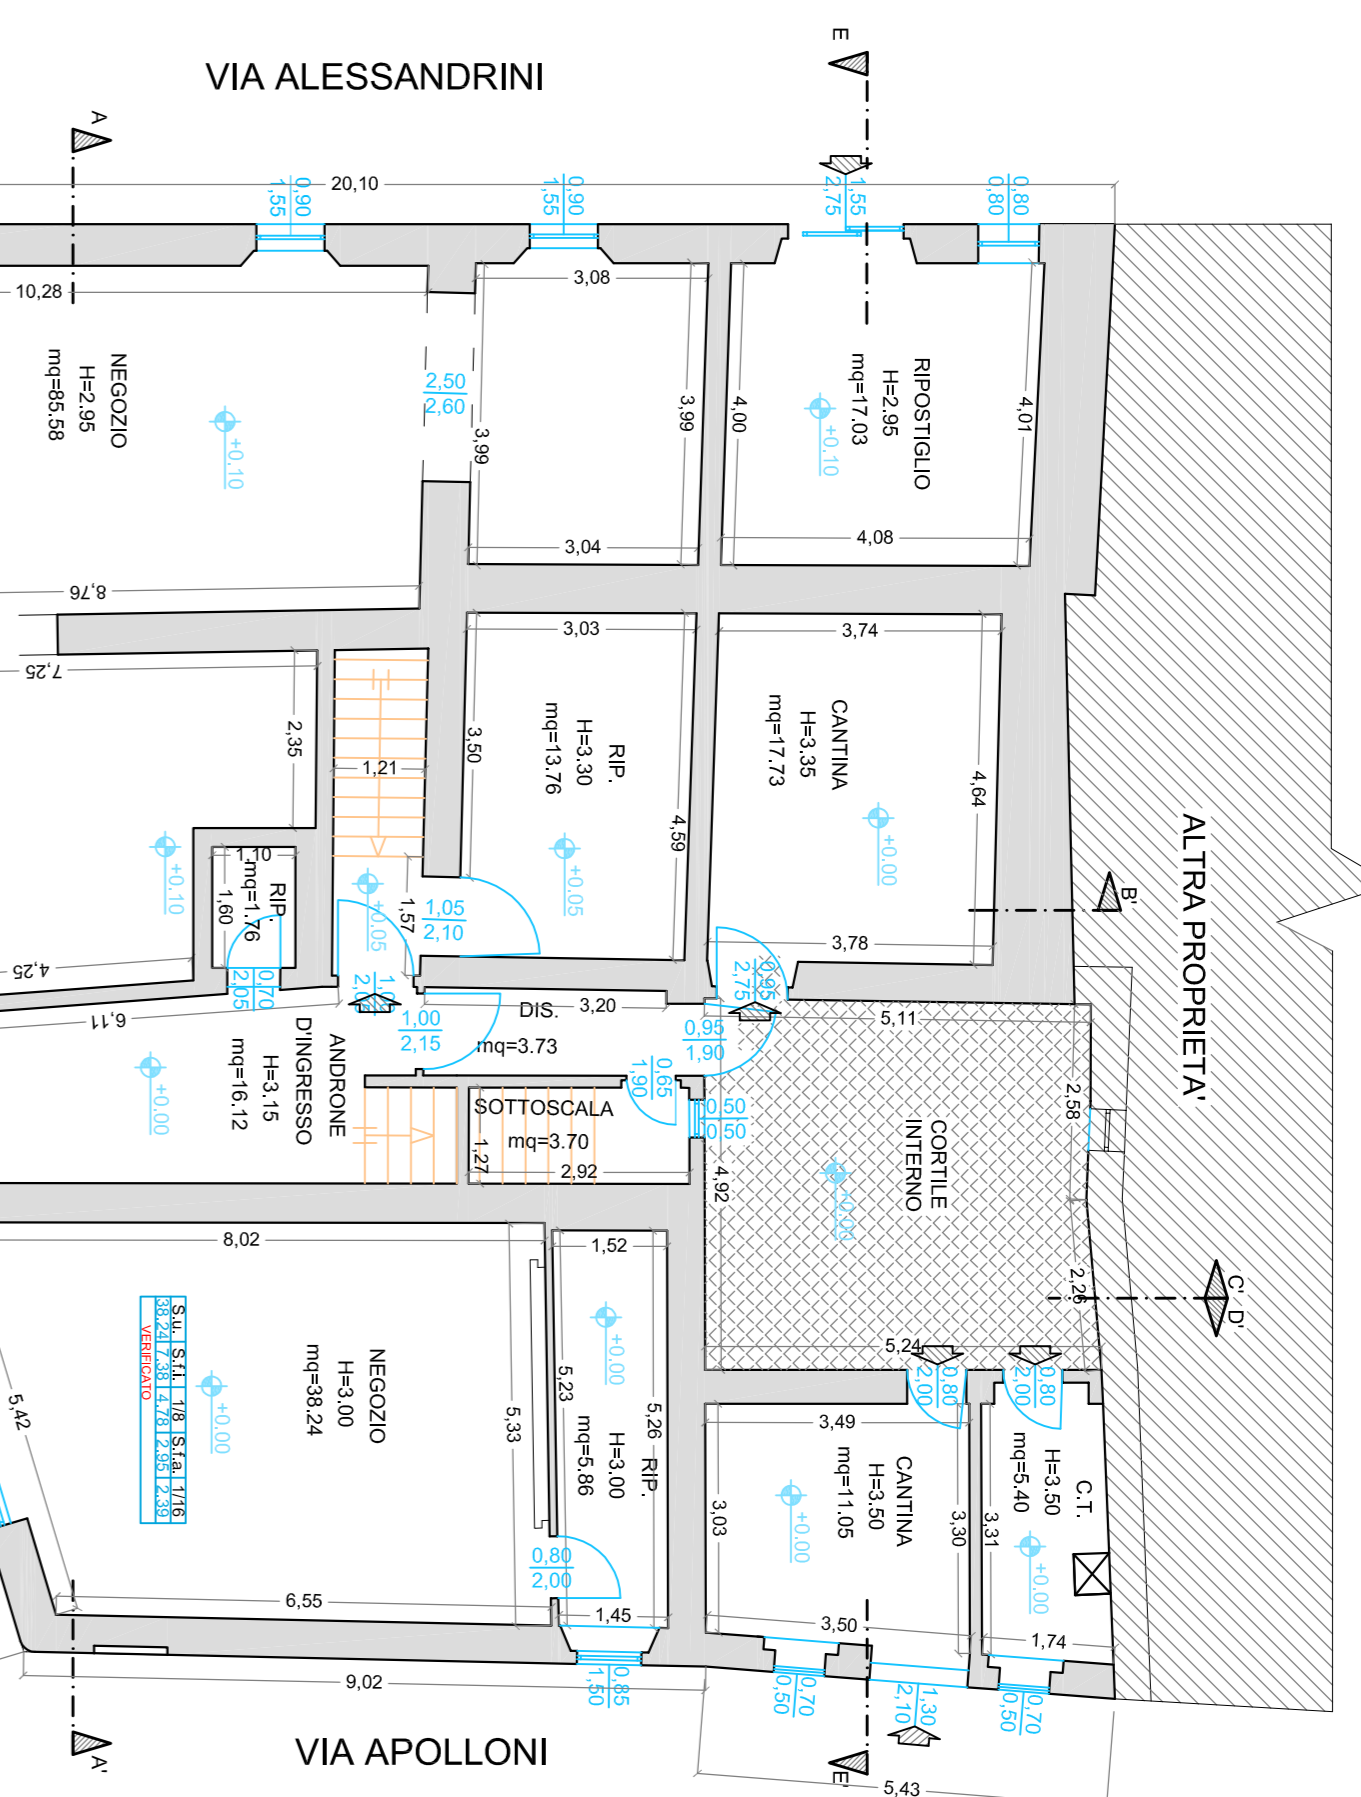 VIA ALESSANDRINI
E
A
20,10
0,90
1,55
0,90
1,55
1,55
2,75
0,80
0,80
10,28
3,08
NEGOZIO
H=2.95
mq=85.58
+0.10
2,50
2,60
3,99
3,99
4,00
RIPOSTIGLIO
H=2.95
mq=17.03
+0.10
4,01
3,04
4,08
8,76
7,25
3,03
3,74
2,35
1,21
3,50
RIP.
H=3.30
mq=13.76
+0.05
4,59
CANTINA
H=3.35
mq=17.73
+0.00
4,64
ALTRA PROPRIETA'
B'
+0.10
1,10
1,60
RIP.
mq=1.76
+0.05
1,57
1,05
2,10
3,78
4,25
0,70
2,05
0,95
2,75
6,11
1,00
2,15
DIS.
mq=3.73
3,20
0,95
1,90
5,11
ANDRONE
D'INGRESSO
H=3.15
mq=16.12
+0.00
0,65
1,90
SOTTOSCALA
mq=3.70
1,27
2,92
0,50
0,50
2,58
CORTILE
INTERNO
+0.00
4,92
8,02
1,52
2,26
C'
D'
5,24
S.u.
S.f.i.
1/8
S.f.a.
1/16
38.24
7.38
4.78
2.95
2.39
VERIFICATO
+0.00
NEGOZIO
H=3.00
mq=38.24
5,33
+0.00
5,23
RIP.
H=3.00
mq=5.86
5,26
0,80
2,00
0,80
2,00
3,49
CANTINA
H=3.50
mq=11.05
+0.00
3,03
3,30
C.T.
H=3.50
mq=5.40
+0.00
3,31
5,42
0,80
2,00
6,55
1,45
3,50
1,74
9,02
0,85
1,50
0,70
0,50
1,30
2,10
0,70
0,50
A'
VIA APOLLONI
E'
5,43